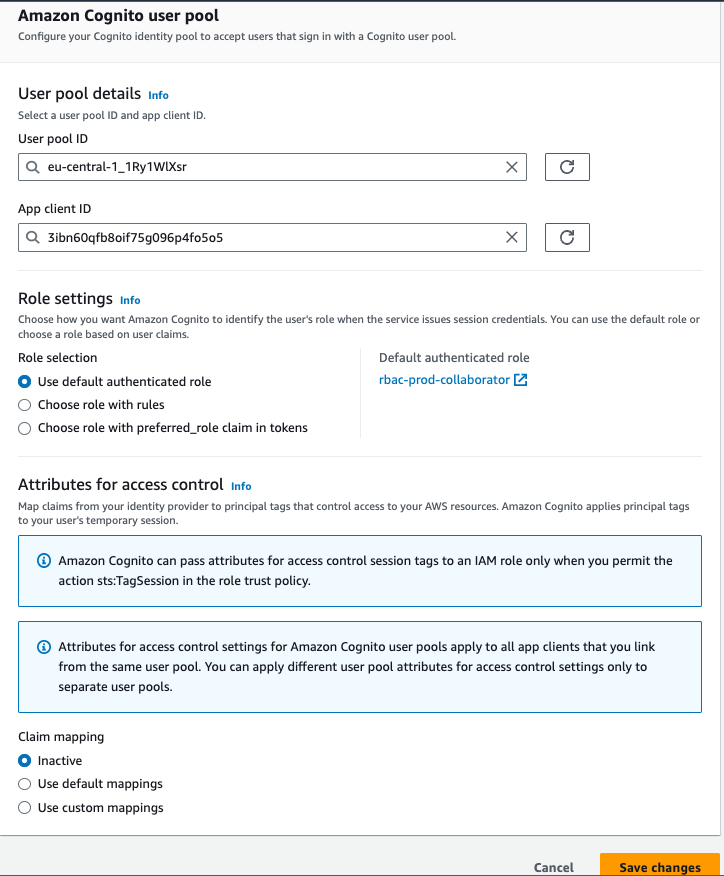 Amazon Cognito user pool
Configure your Cognito identity pool to accept users that sign in with a Cognito user pool.
User pool details Info
Select a user pool ID and app client ID.
User pool ID
eu-central-1_1Ry1WlXsr
App client ID
3ibn60qfb8oif75g096p4fo5o5
Role settings Info
Choose how you want Amazon Cognito to identify the user's role when the service issues session credentials. You can use the default role or
choose a role based on user claims.
Role selection
Use default authenticated role
Choose role with rules
Choose role with preferred_role claim in tokens
Default authenticated role
rbac-prod-collaborator
Attributes for access control Info
Map claims from your identity provider to principal tags that control access to your AWS resources. Amazon Cognito applies principal tags
to your user's temporary session.
Amazon Cognito can pass attributes for access control session tags to an IAM role only when you permit the
action sts:TagSession in the role trust policy.
Attributes for access control settings for Amazon Cognito user pools apply to all app clients that you link
from the same user pool. You can apply different user pool attributes for access control settings only to
separate user pools.
Claim mapping
Inactive
Use default mappings
Use custom mappings
Cancel
Save changes